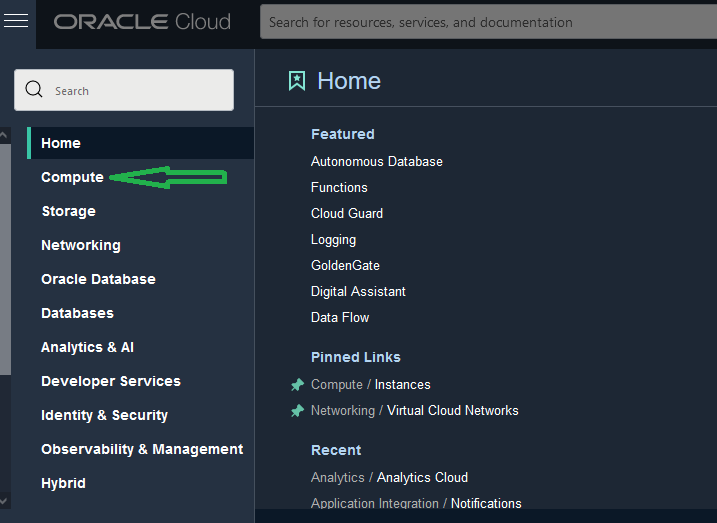 ORACLE Cloud
Search for resources, services, and documentation
Search
Home
Compute
Storage
Networking
Oracle Database
Databases
Analytics & AI
Developer Services
Identity & Security
Observability & Management
Hybrid
Home
Featured
Autonomous Database
Functions
Cloud Guard
Logging
GoldenGate
Digital Assistant
Data Flow
Pinned Links
Compute / Instances
Networking / Virtual Cloud Networks
Recent
Analytics / Analytics Cloud
Application Integration / Notifications